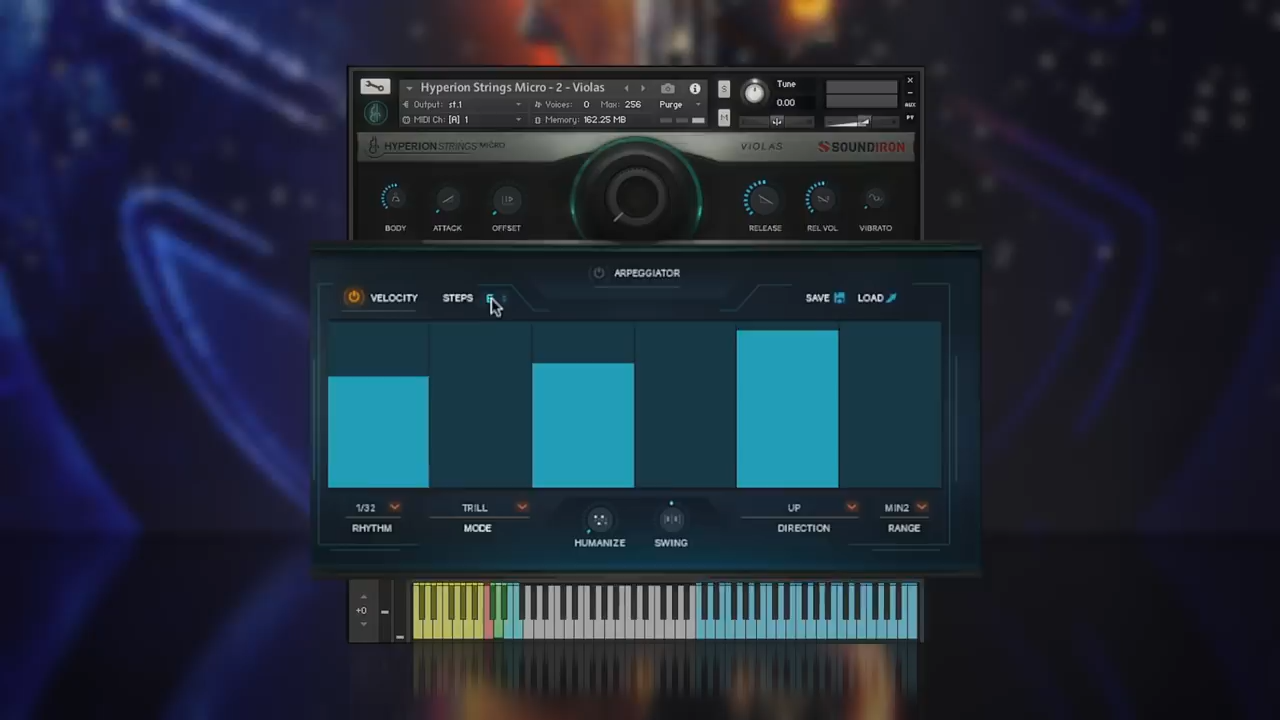 Hyperion Strings Micro - 2 - Violas
S
Tune
Output: st.1 Voices: 0 Max: 256 Purge
0.00
AUX
MIDI Ch: [A] 1 Memory: 162.25 MB
M
PV
HYPERION STRINGS MICRO VIOLAS SOUNDIRON
BODY ATTACK OFFSET RELEASE REL VOL VIBRATO
ARPEGGIATOR
VELOCITY STEPS SAVE LOAD
1/32 TRILL UP MIN2
RHYTHM MODE DIRECTION RANGE
HUMANIZE SWING
+0